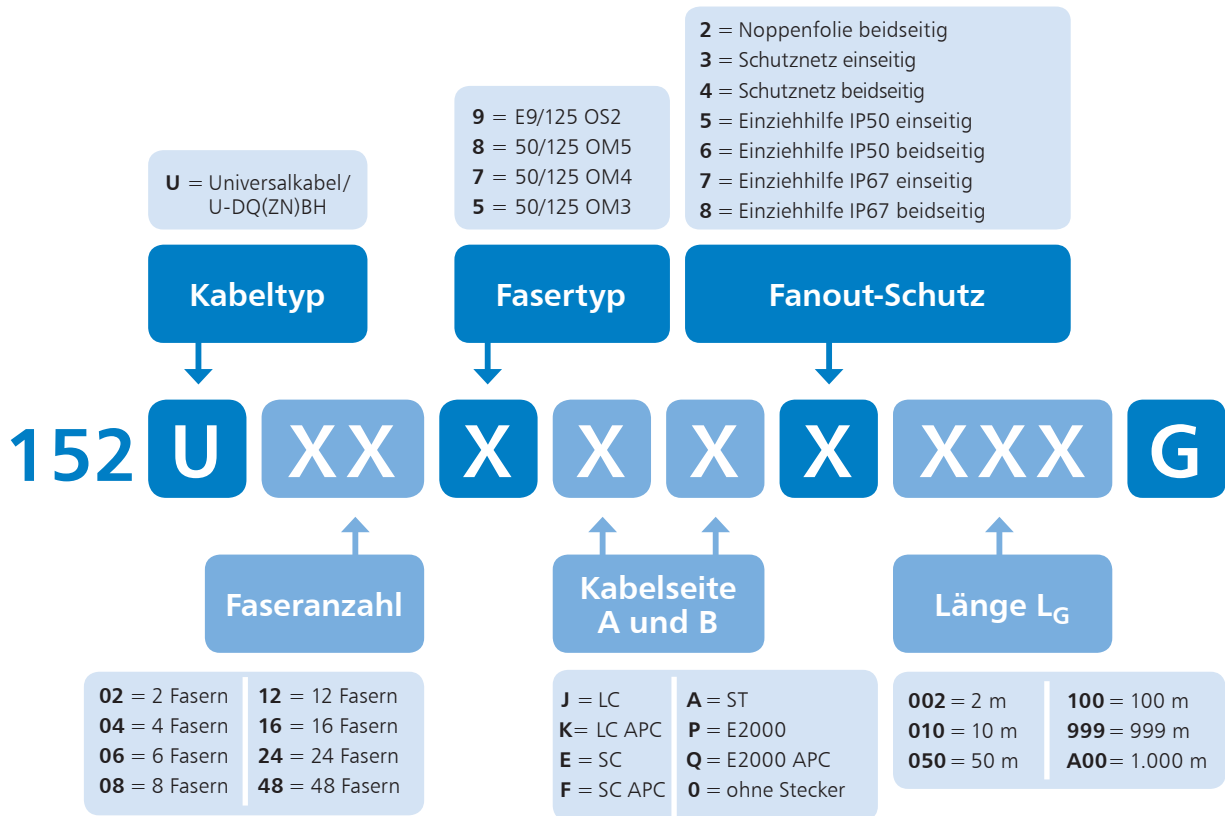 2 = Noppenfolie beidseitig
3 = Schutznetz einseitig
4 = Schutznetz beidseitig
5 = Einziehhilfe IP50 einseitig
6 = Einziehhilfe IP50 beidseitig
7 = Einziehhilfe IP67 einseitig
8 = Einziehhilfe IP67 beidseitig
9 = E9/125 OS2
8 = 50/125 OM5
7 = 50/125 OM4
5 = 50/125 OM3
U = Universalkabel/
U-DQ(ZN)BH
Kabeltyp
Fasertyp
Fanout-Schutz
152 U XX X X X X XXX G
Faseranzahl
Kabelseite
A und B
Länge LG
02 = 2 Fasern
04 = 4 Fasern
06 = 6 Fasern
08 = 8 Fasern
12 = 12 Fasern
16 = 16 Fasern
24 = 24 Fasern
48 = 48 Fasern
J = LC
K= LC APC
E = SC
F = SC APC
A = ST
P = E2000
Q = E2000 APC
0 = ohne Stecker
002 = 2 m
010 = 10 m
050 = 50 m
100 = 100 m
999 = 999 m
A00 = 1.000 m